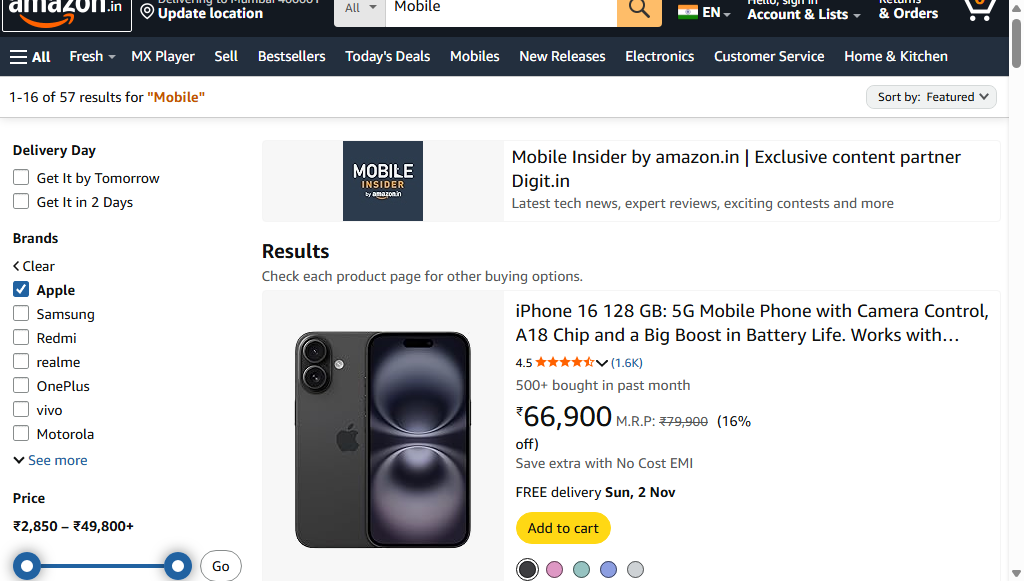 amazon.in
Delivering to Mumbai 400001
Update location
All
Mobile
EN
Hello, sign in
Account & Lists
Returns
& Orders
All
Fresh
MX Player
Sell
Bestsellers
Today's Deals
Mobiles
New Releases
Electronics
Customer Service
Home & Kitchen
1-16 of 57 results for "Mobile"
Sort by: Featured
Delivery Day
Get It by Tomorrow
Get It in 2 Days
Brands
Clear
Apple
Samsung
Redmi
realme
OnePlus
vivo
Motorola
See more
Price
₹2,850 – ₹49,800+
Go
MOBILE
INSIDER
by amazon.in
Mobile Insider by amazon.in | Exclusive content partner
Digit.in
Latest tech news, expert reviews, exciting contests and more
Results
Check each product page for other buying options.
iPhone 16 128 GB: 5G Mobile Phone with Camera Control,
A18 Chip and a Big Boost in Battery Life. Works with…
4.5 (1.6K)
500+ bought in past month
₹66,900 M.R.P: ₹79,900 (16%
off)
Save extra with No Cost EMI
FREE delivery Sun, 2 Nov
Add to cart